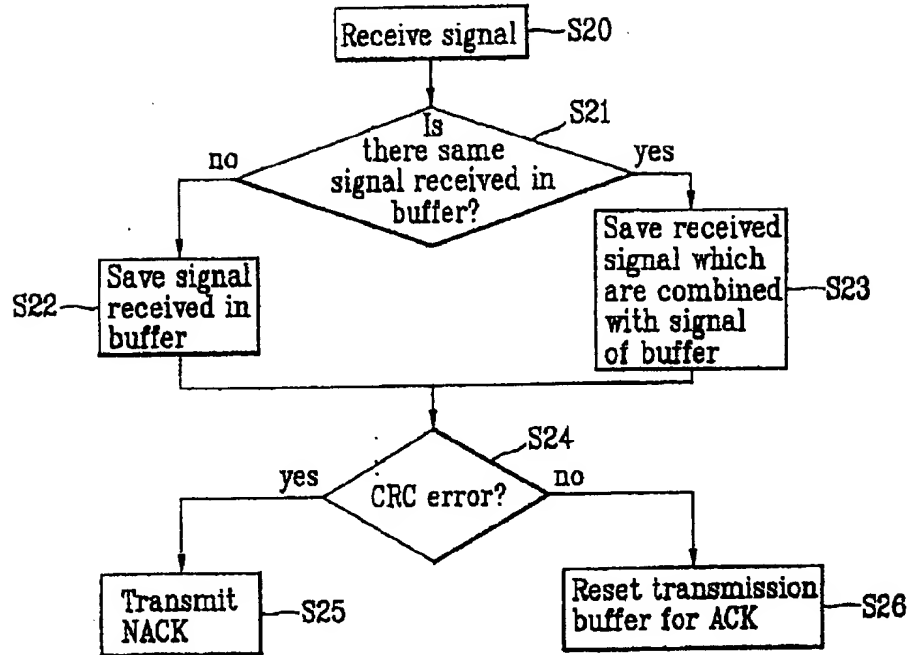 Receive signal
S20
Is
there same
signal received in
buffer?
S21
no
yes
Save signal
received in
buffer
S22
Save received
signal which
are combined
with signal
of buffer
S23
CRC error?
S24
yes
no
Transmit
NACK
S25
Reset transmission
buffer for ACK
S26